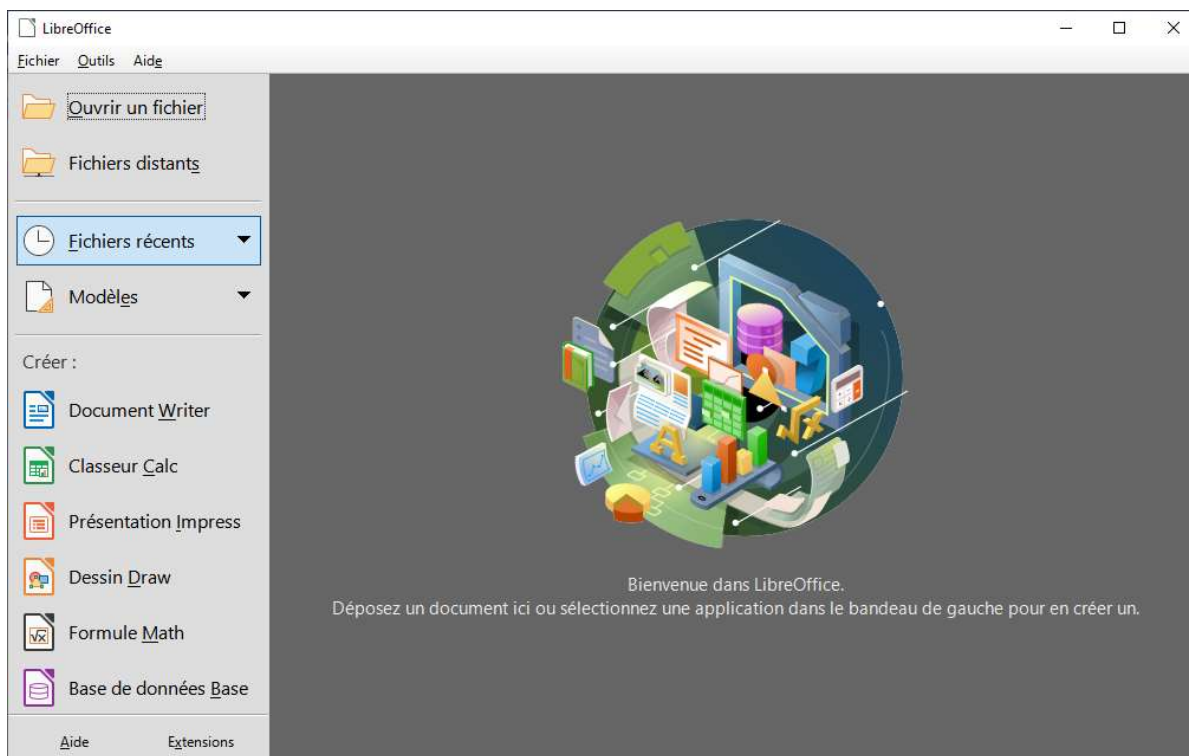 LibreOffice
Fichier Outils Aide
Ouvrir un fichier
Fichiers distants
Fichiers récents
Modèles
Créer :
Document Writer
Classeur Calc
Présentation Impress
Dessin Draw
Formule Math
Base de données Base
Aide Extensions
Bienvenue dans LibreOffice.
Déposez un document ici ou sélectionnez une application dans le bandeau de gauche pour en créer un.